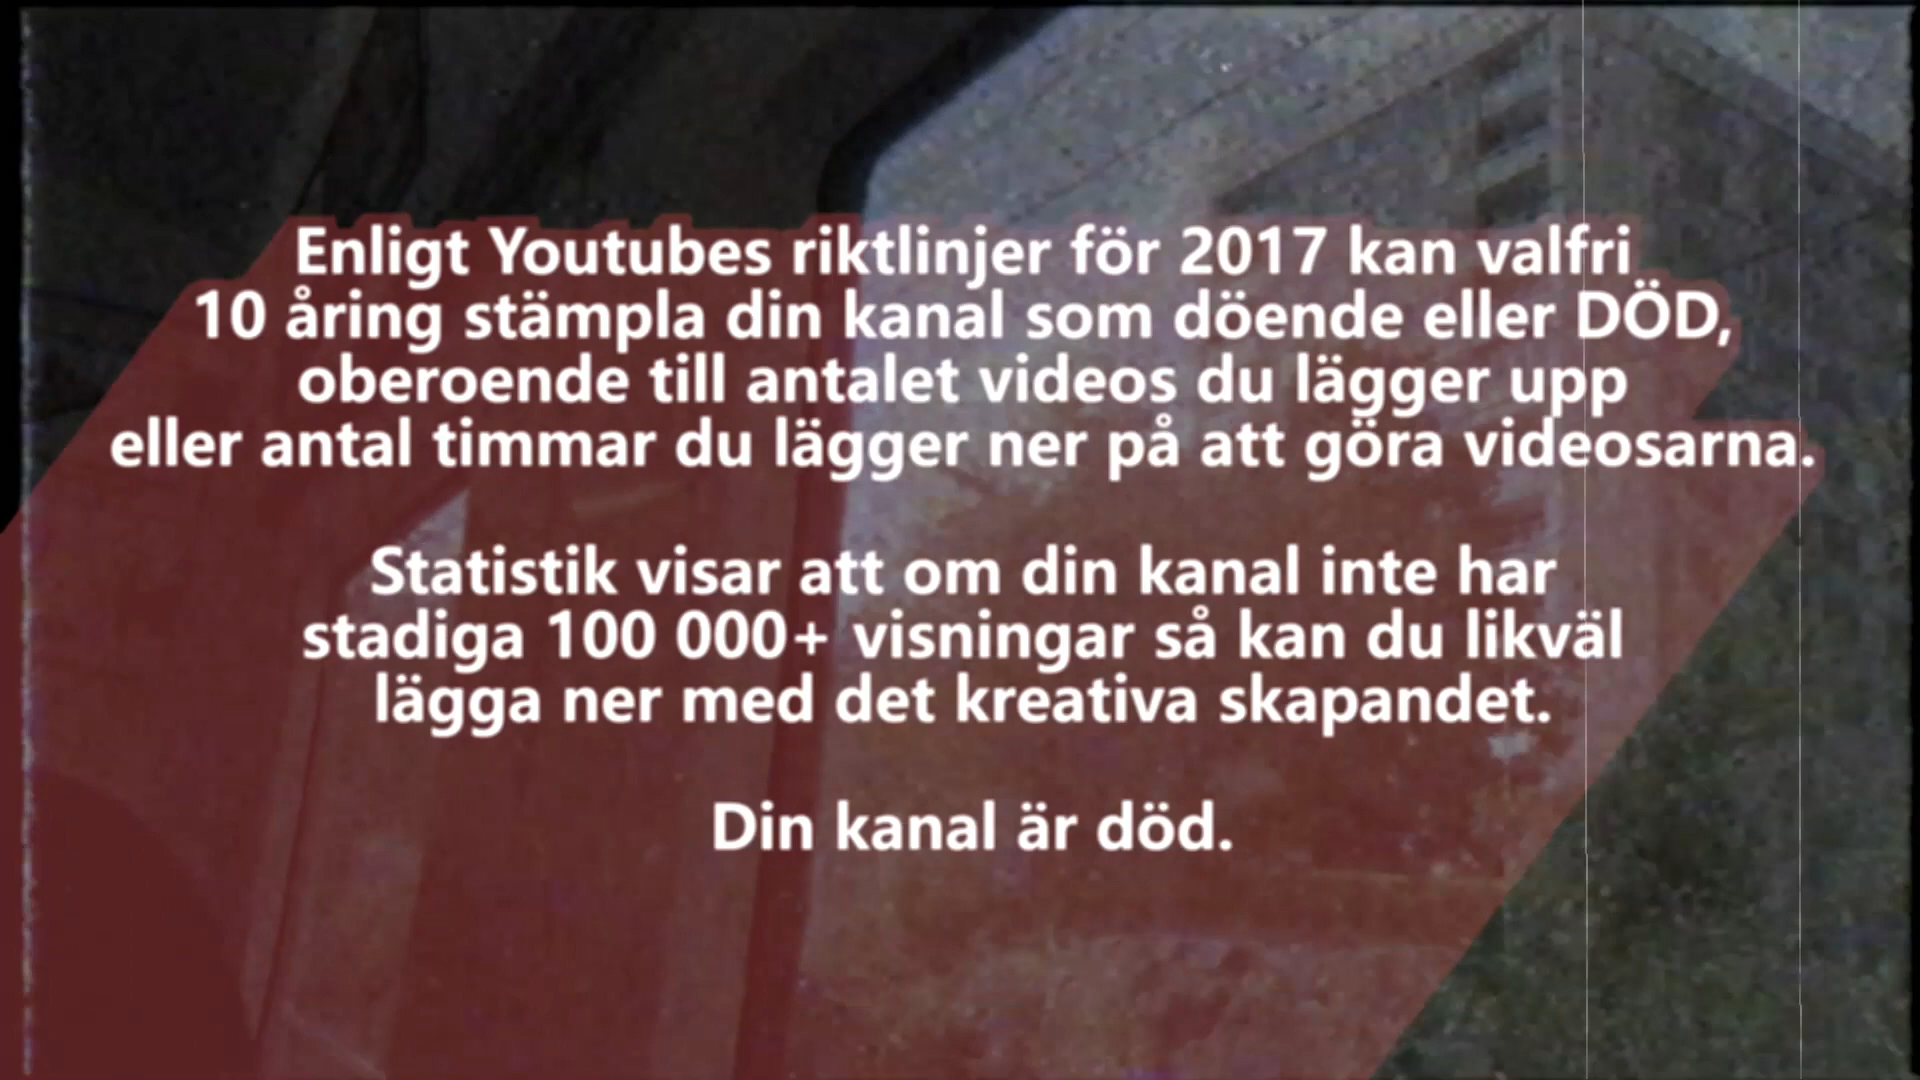 Enligt Youtubes riktlinjer för 2017 kan valfri
10 åring stämpla din kanal som döende eller DÖD,
oberoende till antalet videos du lägger upp
eller antal timmar du lägger ner på att göra videosarna.
Statistik visar att om din kanal inte har
stadiga 100 000+ visningar så kan du likväl
lägga ner med det kreativa skapandet.
Din kanal är död.